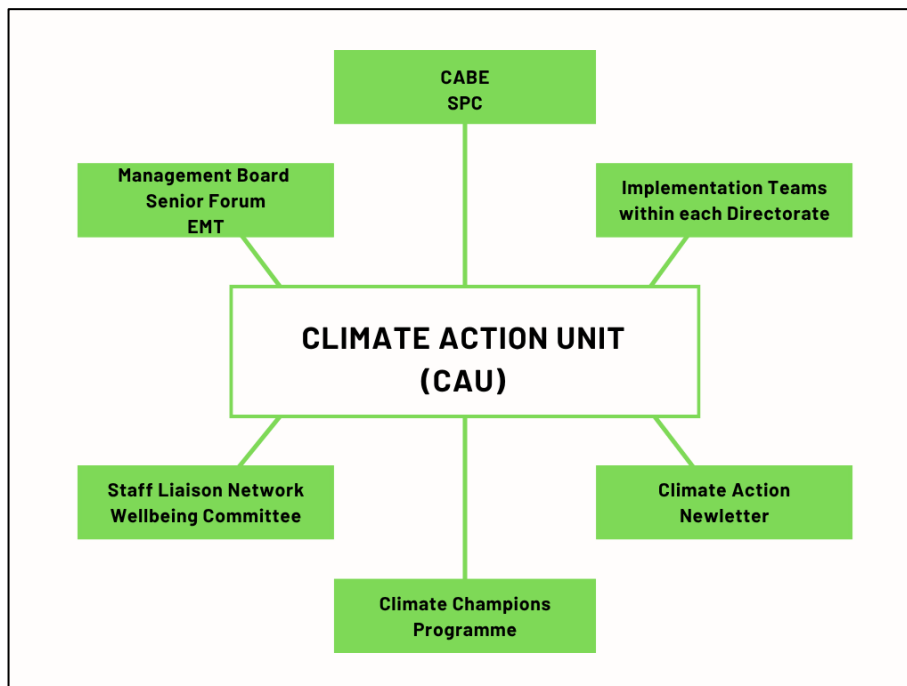 CABE
SPC
Management Board
Senior Forum
EMT
Implementation Teams
within each Directorate
CLIMATE ACTION UNIT
(CAU)
Staff Liaison Network
Wellbeing Committee
Climate Action
Newletter
Climate Champions
Programme